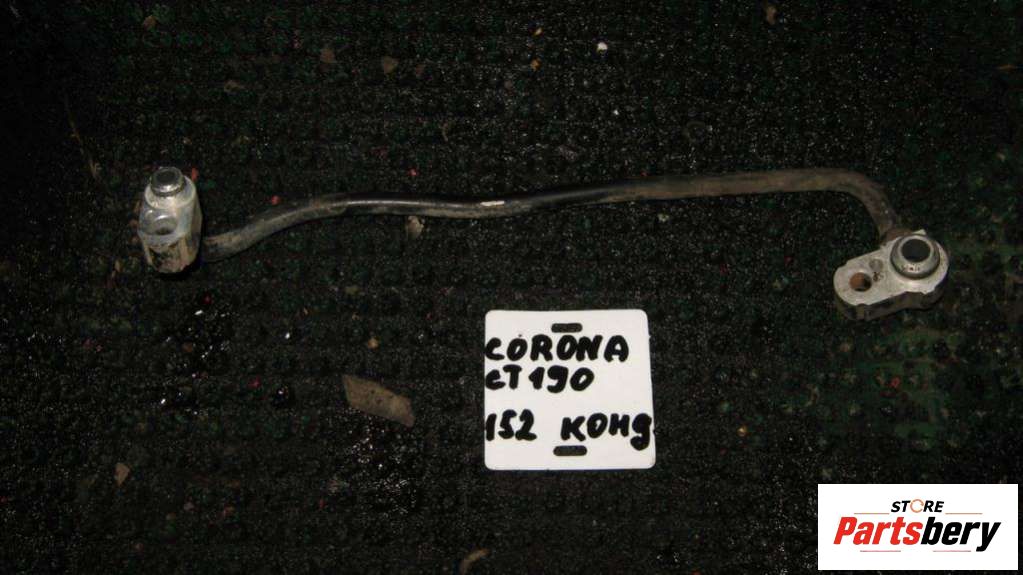 CORONA
CT190
152 конд
STORE
Partsbery